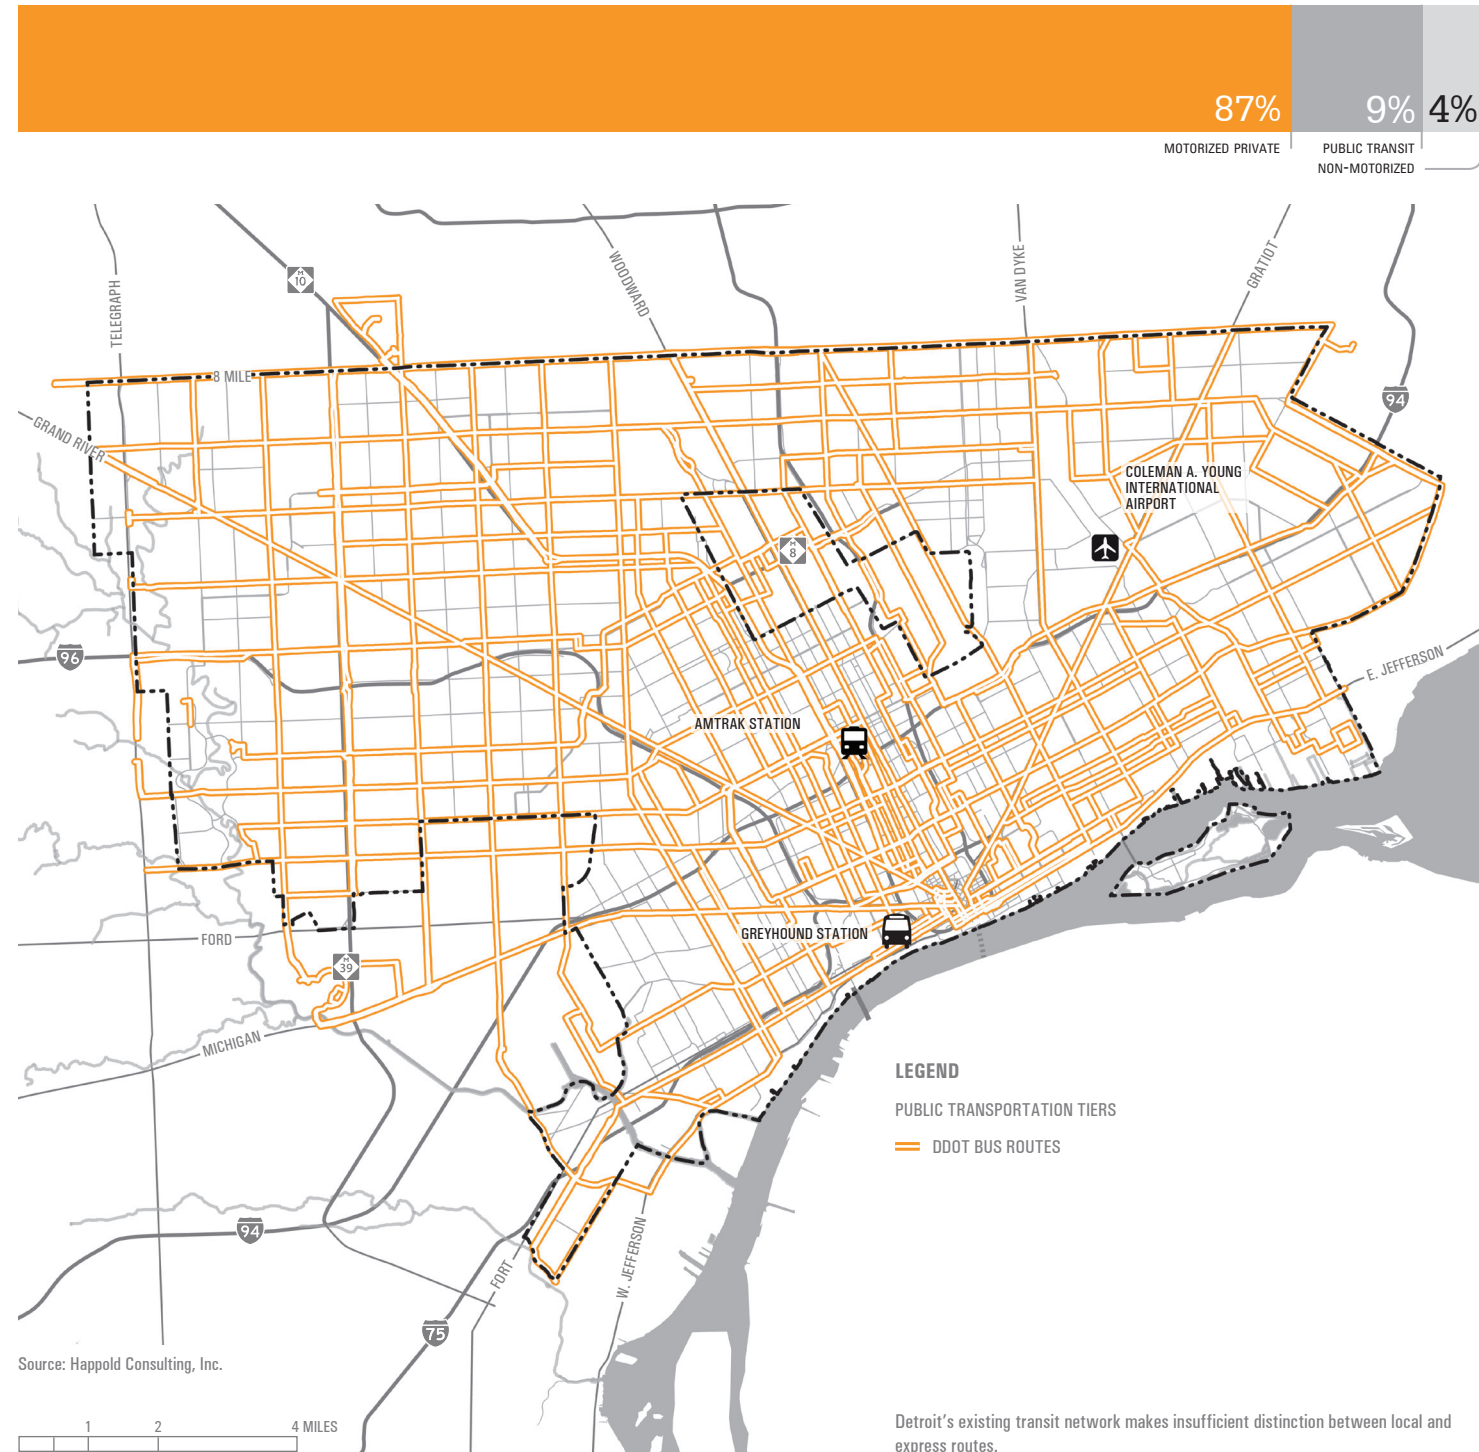 87%
9%
4%
MOTORIZED PRIVATE
PUBLIC TRANSIT
NON-MOTORIZED
TELEGRAPH
M
10
WOODWARD
VAN DYKE
GRATIOT
8 MILE
94
GRAND RIVER
COLEMAN A. YOUNG
INTERNATIONAL
AIRPORT
M
8
96
E. JEFFERSON
AMTRAK STATION
GREYHOUND STATION
FORD
M
39
MICHIGAN
LEGEND
PUBLIC TRANSPORTATION TIERS
DDOT BUS ROUTES
94
FORT
W. JEFFERSON
75
Source: Happold Consulting, Inc.
1
2
4 MILES
Detroit's existing transit network makes insufficient distinction between local and
express routes.